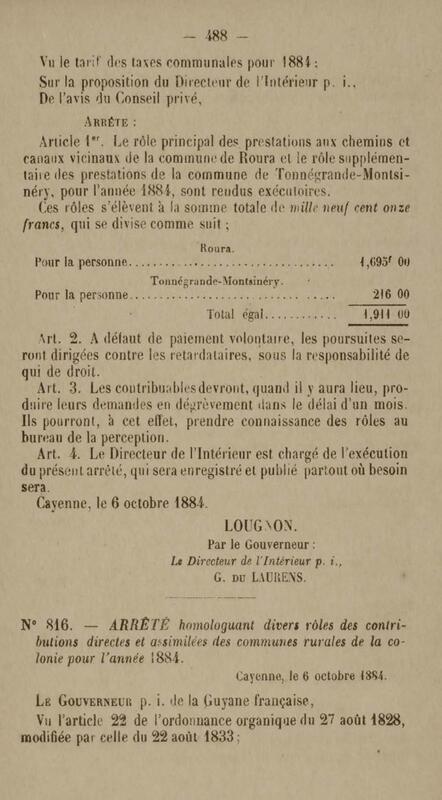 — 488 —
Vu le tarif des taxes communales pour 1884 ;
Sur la proposition du Directeur de l'Intérieur p. i.,
De l'avis du Conseil privé,
ARRÊTE :
Article 1er. Le rôle principal des prestations aux chemins et
canaux vicinaux de la commune de Roura et le rôle supplémen-
taire des prestations de la commune de Tonnégrande-Montsi-
néry, pour l'année 1884, sont rendus exécutoires.
Ces rôles s'élèvent à la somme totale de mille neuf cent onze
francs, qui se divise comme suit ;
Roura.
Pour la personne........................................ 1,695f 00
Tonnégrande-Montsinéry.
Pour la personne........................................ 216 00
Total égal............ 1,911 00
Art. 2. A défaut de paiement volontaire, les poursuites se-
ront dirigées contre les retardataires, sous la responsabilité de
qui de droit.
Art. 3. Les contribuables devront, quand il y aura lieu, pro-
duire leurs demandes en dégrèvement dans le délai d'un mois.
Ils pourront, à cet effet, prendre connaissance des rôles au
bureau de la perception.
Art. 4. Le Directeur de l'Intérieur est chargé de l'exécution
du présent arrêté, qui sera enregistré et publié partout où besoin
sera.
Cayenne, le 6 octobre 1884.
LOUGNON.
Par le Gouverneur :
Le Directeur de l'Intérieur p. i.,
G. DU LAURENS.
N° 816. — ARRÊTÉ homologuant divers rôles des contri-
butions directes et assimilées des communes rurales de la co-
lonie pour l'année 1884.
Cayenne, le 6 octobre 1884.
LE GOUVERNEUR p. i. de la Guyane française,
Vu l'article 22 de l'ordonnance organique du 27 août 1828,
modifiée par celle du 22 août 1833 ;